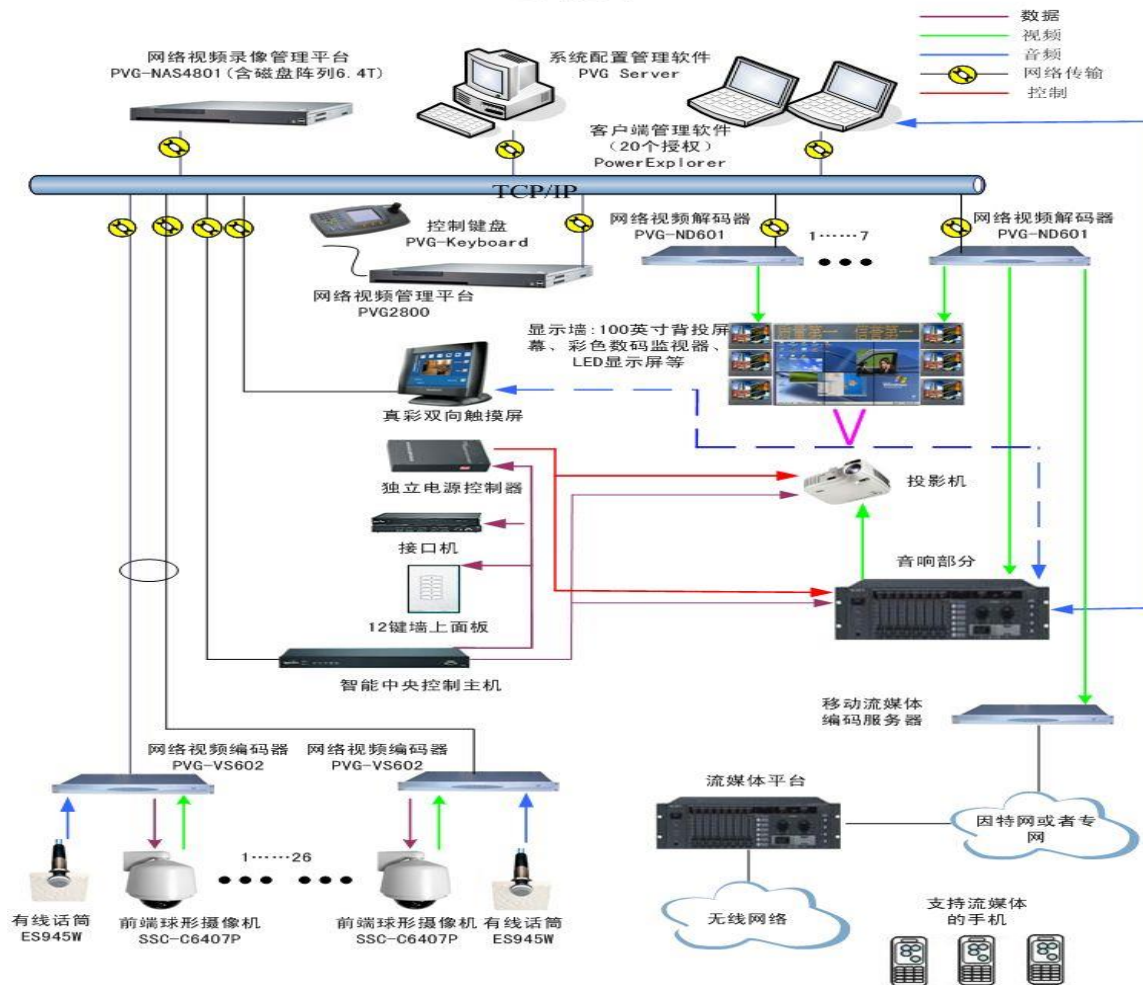 数据
视频
音频
网络传输
控制
网络视频录像管理平台
PVG-NAS4801(含磁盘阵列6.4T)
系统配置管理软件
PVG Server
客户端管理软件
（20个授权）
PowerExplorer
TCP/IP
控制键盘
PVG-Keyboard
网络视频解码器
PVG-ND601
1……7
网络视频解码器
PVG-ND601
网络视频管理平台
PVG2800
显示墙:100英寸背投屏
幕、彩色数码监视器、
LED显示屏等
真彩双向触摸屏
独立电源控制器
投影机
接口机
音响部分
12键墙上面板
智能中央控制主机
移动流媒体
编码服务器
网络视频编码器
PVG-VS602
网络视频编码器
PVG-VS602
流媒体平台
因特网或者专
网
1……26
有线话筒
ES945W
前端球形摄像机
SSC-C6407P
前端球形摄像机
SSC-C6407P
有线话筒
ES945W
无线网络
支持流媒体
的手机